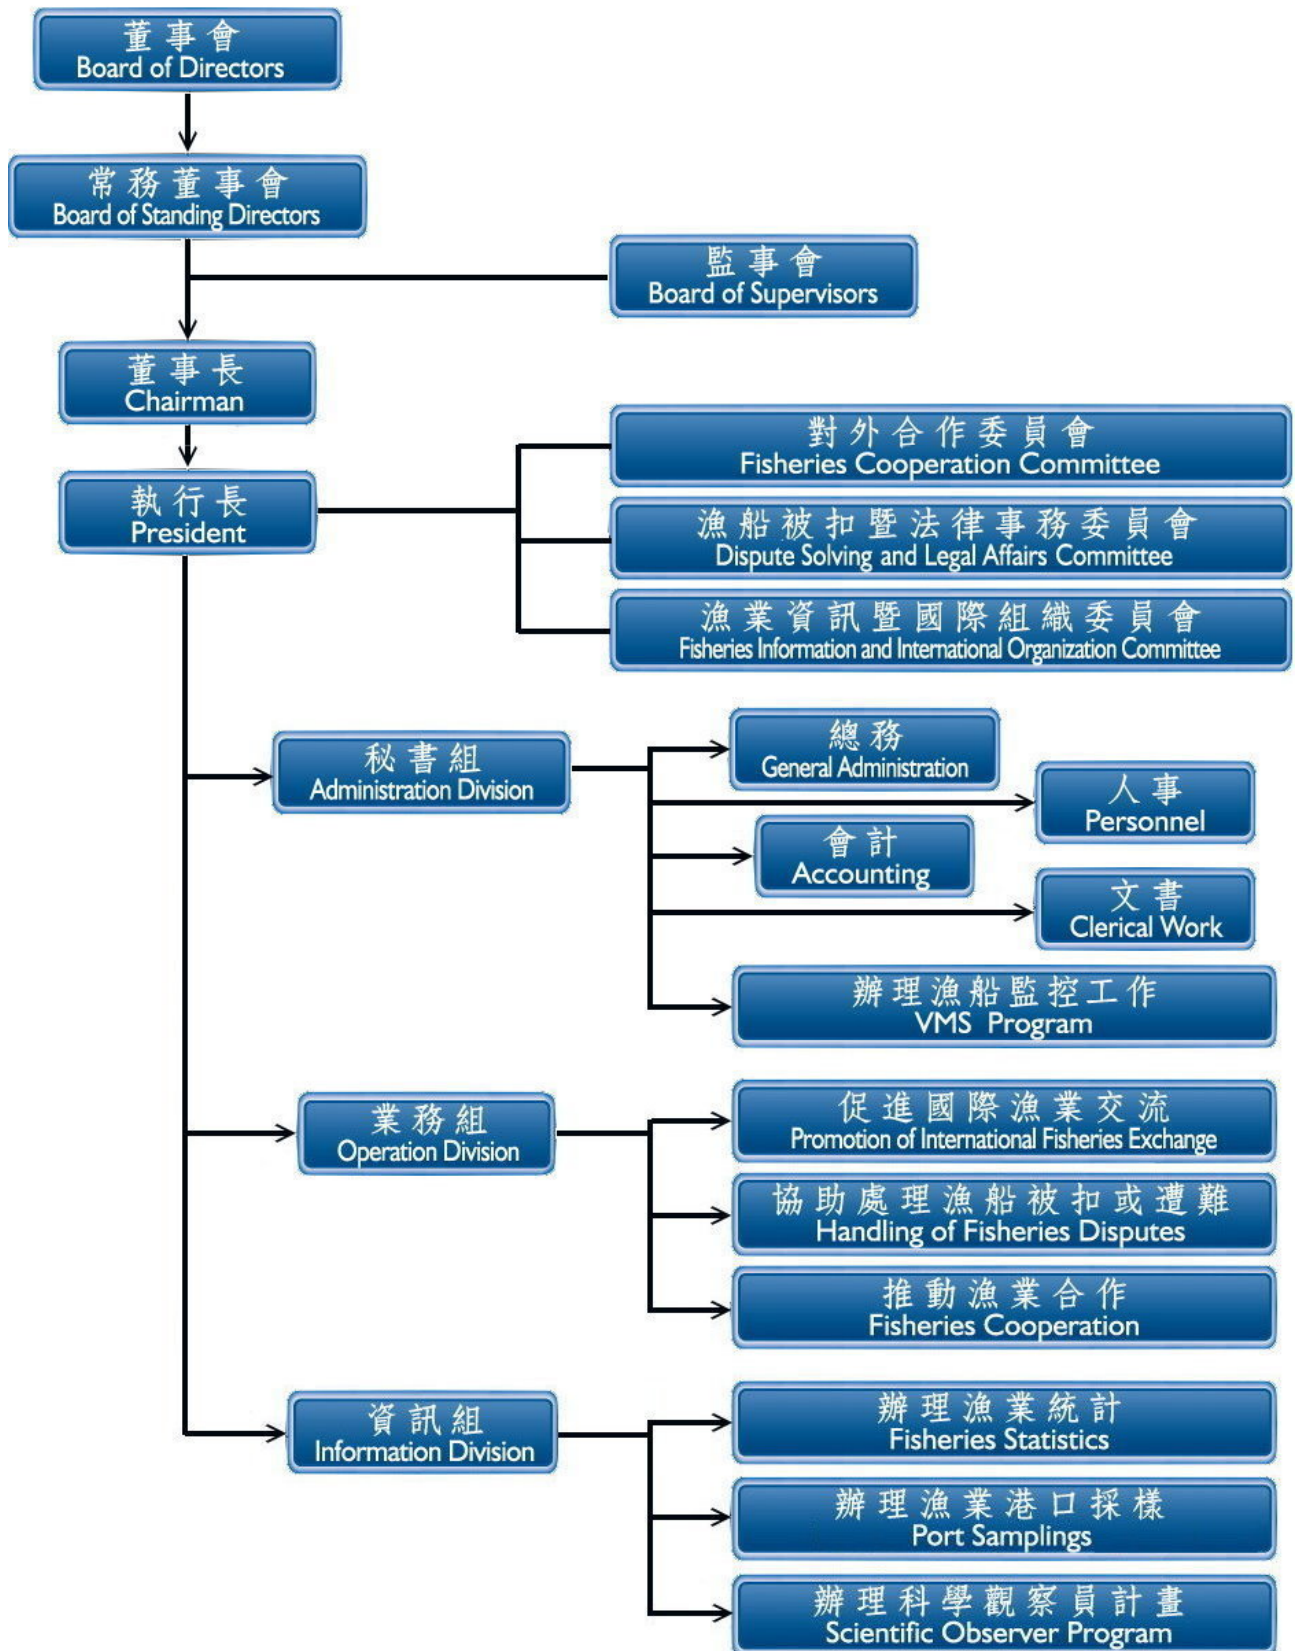 董事會
Board of Directors
常務董事會
Board of Standing Directors
監事會
Board of Supervisors
董事長
Chairman
執行長
President
對外合作委員會
Fisheries Cooperation Committee
漁船被扣暨法律事務委員會
Dispute Solving and Legal Affairs Committee
漁業資訊暨國際組織委員會
Fisheries Information and International Organization Committee
秘書組
Administration Division
總務
General Administration
人事
Personnel
會計
Accounting
文書
Clerical Work
辦理漁船監控工作
VMS Program
業務組
Operation Division
促進國際漁業交流
Promotion of International Fisheries Exchange
協助處理漁船被扣或遭難
Handling of Fisheries Disputes
推動漁業合作
Fisheries Cooperation
資訊組
Information Division
辦理漁業統計
Fisheries Statistics
辦理漁業港口採樣
Port Samplings
辦理科學觀察員計畫
Scientific Observer Program